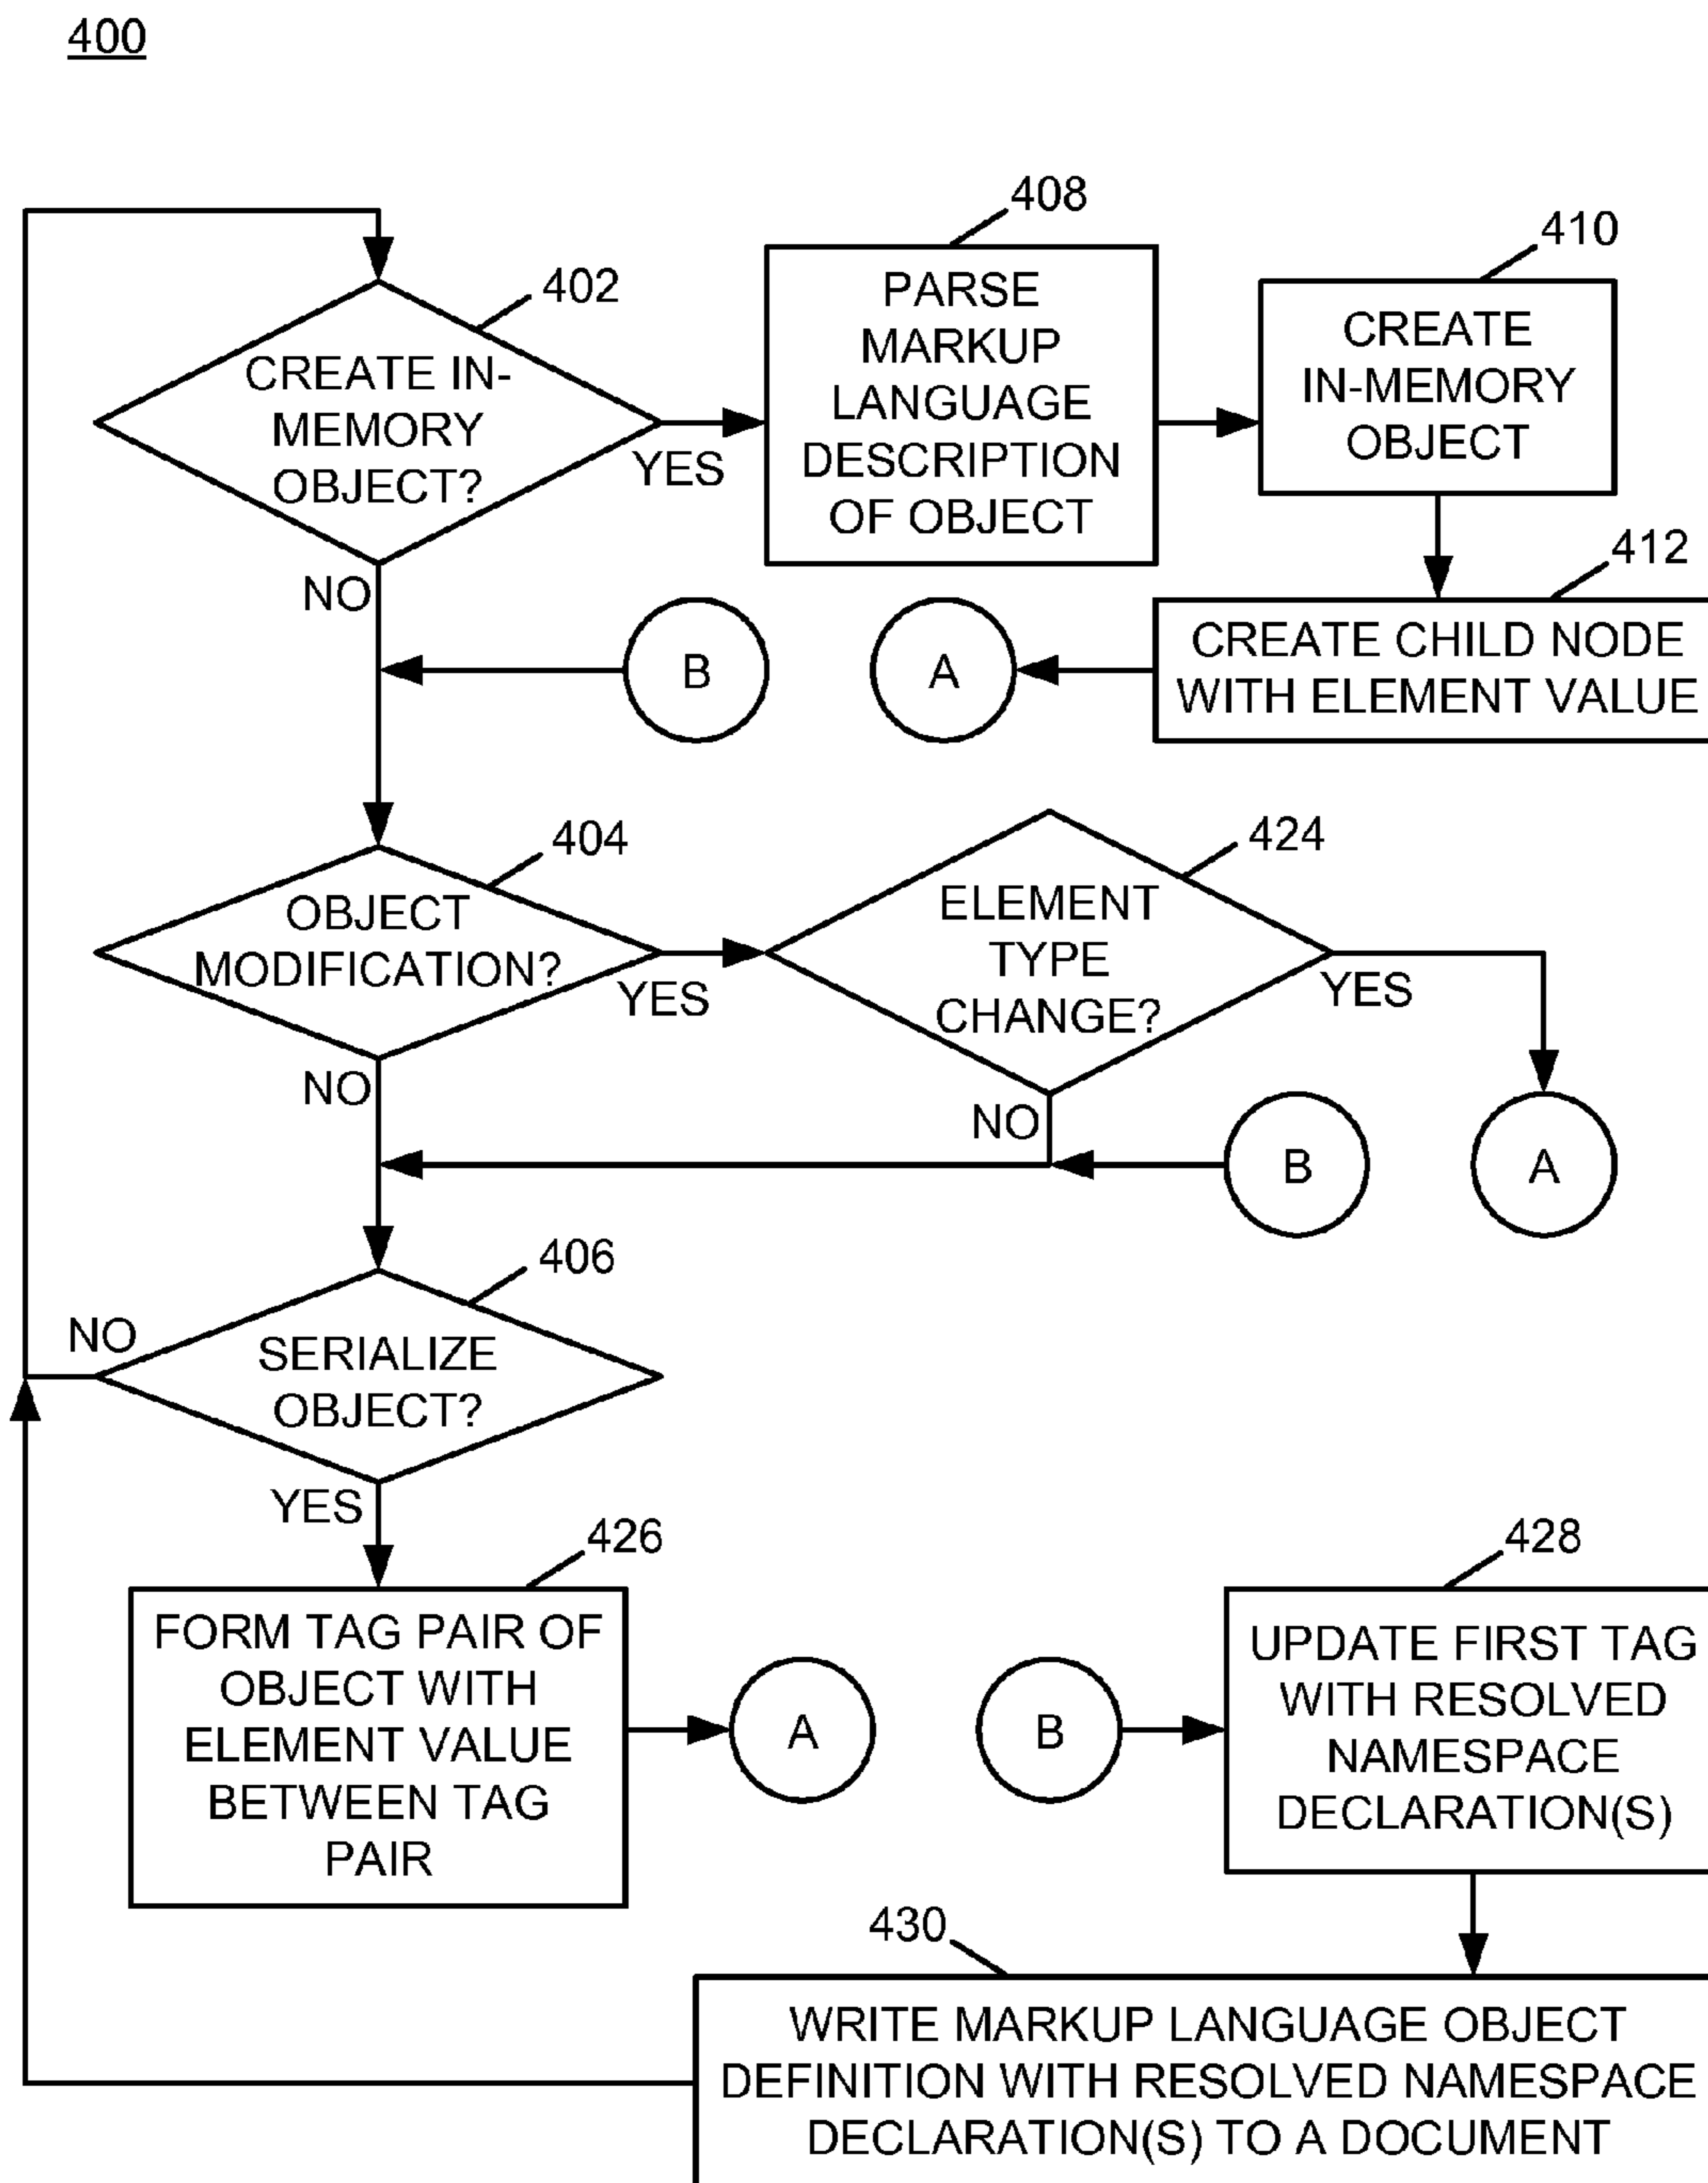 400
402
CREATE IN-
MEMORY
OBJECT?
YES
NO
408
PARSE
MARKUP
LANGUAGE
DESCRIPTION
OF OBJECT
410
CREATE
IN-MEMORY
OBJECT
412
CREATE CHILD NODE
WITH ELEMENT VALUE
B
A
404
OBJECT
MODIFICATION?
YES
NO
424
ELEMENT
TYPE
CHANGE?
YES
NO
B
A
406
SERIALIZE
OBJECT?
NO
YES
426
FORM TAG PAIR OF
OBJECT WITH
ELEMENT VALUE
BETWEEN TAG
PAIR
A
B
428
UPDATE FIRST TAG
WITH RESOLVED
NAMESPACE
DECLARATION(S)
430
WRITE MARKUP LANGUAGE OBJECT
DEFINITION WITH RESOLVED NAMESPACE
DECLARATION(S) TO A DOCUMENT